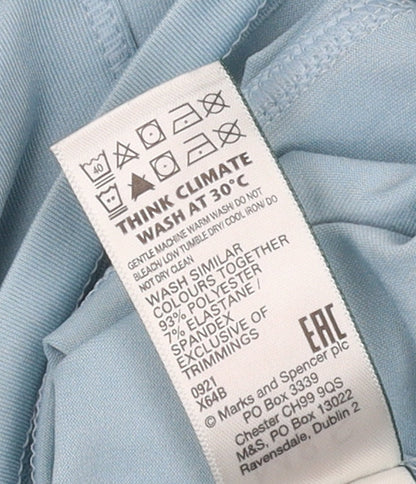 40
THINK CLIMATE
WASH AT 30°C
GENTLE MACHINE WARM WASH/ DO NOT
BLEACH/ LOW TUMBLE DRY/ COOL IRON/ DO
NOT DRY CLEAN
WASH SIMILAR
COLOURS TOGETHER
93% POLYESTER
7% ELASTANE /
SPANDEX
EXCLUSIVE OF
TRIMMINGS
0921
X64B
EAC
© Marks and Spencer plc
PO Box 3339
Chester CH99 9QS
M&S, PO Box 13022
Ravensdale, Dublin 2